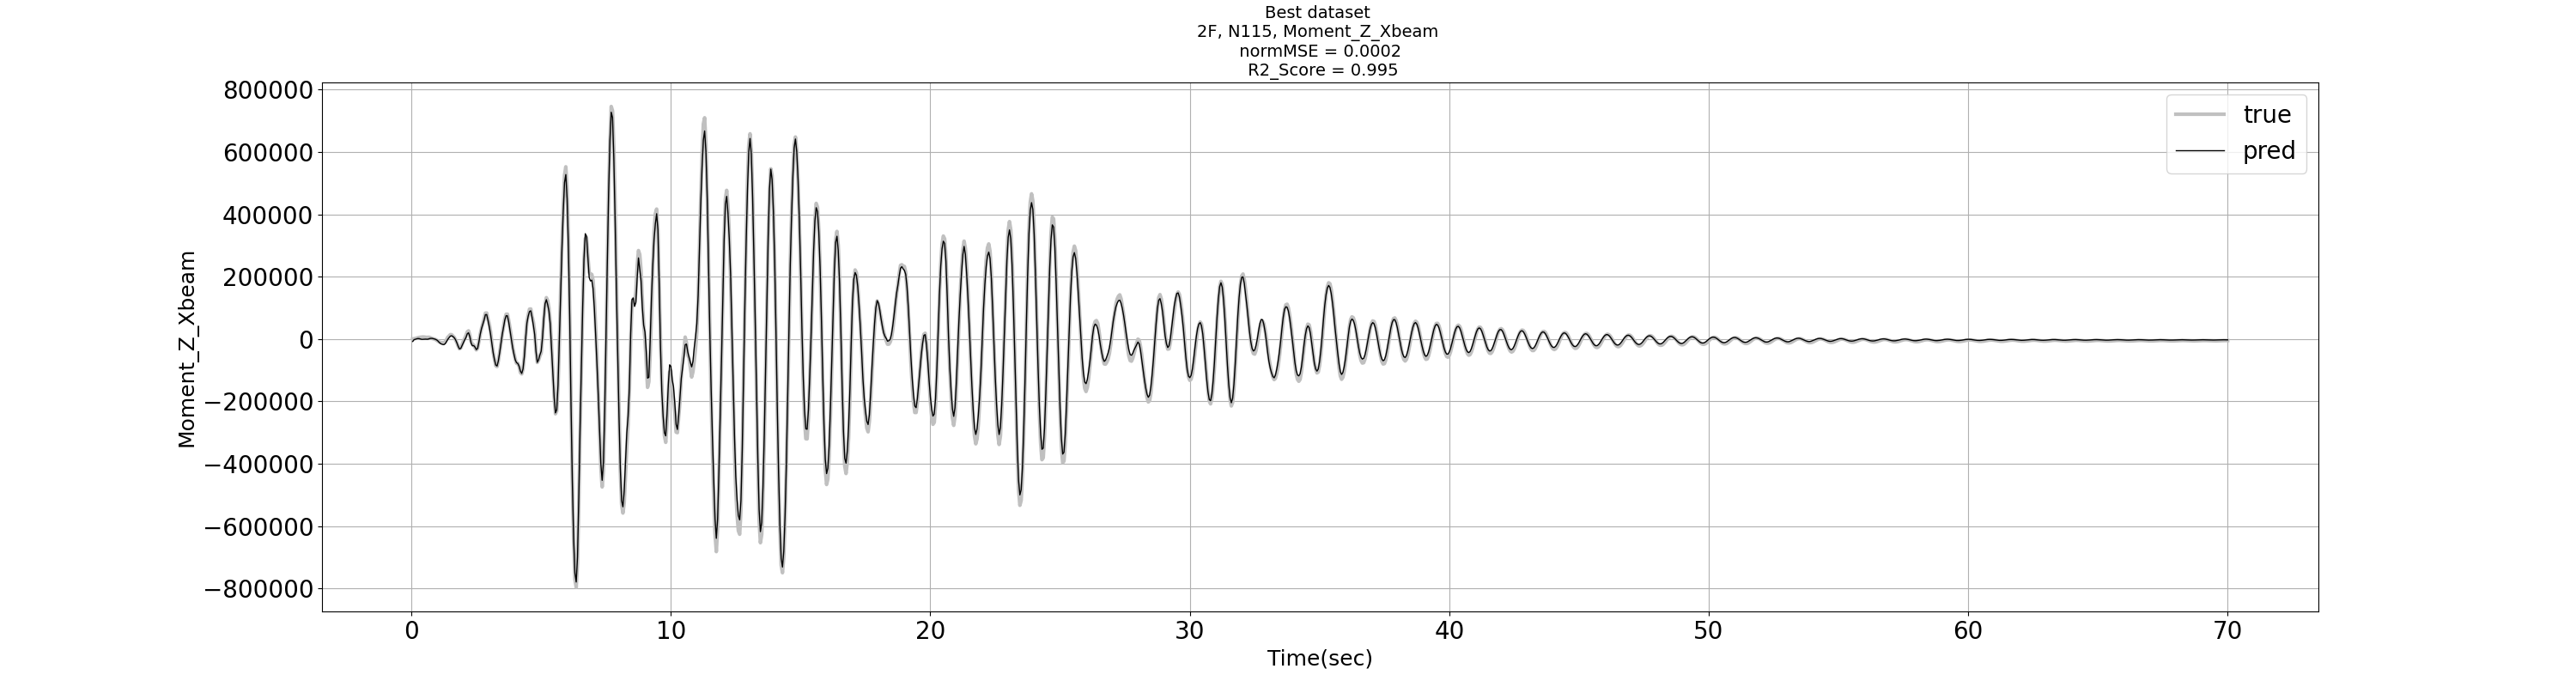 Best dataset
2F, N115, Moment_Z_Xbeam
normMSE = 0.0002
R2_Score = 0.995
800000
600000
400000
200000
0
−200000
−400000
−600000
−800000
Moment_Z_Xbeam
true
pred
0 10 20 30 40 50 60 70
Time(sec)